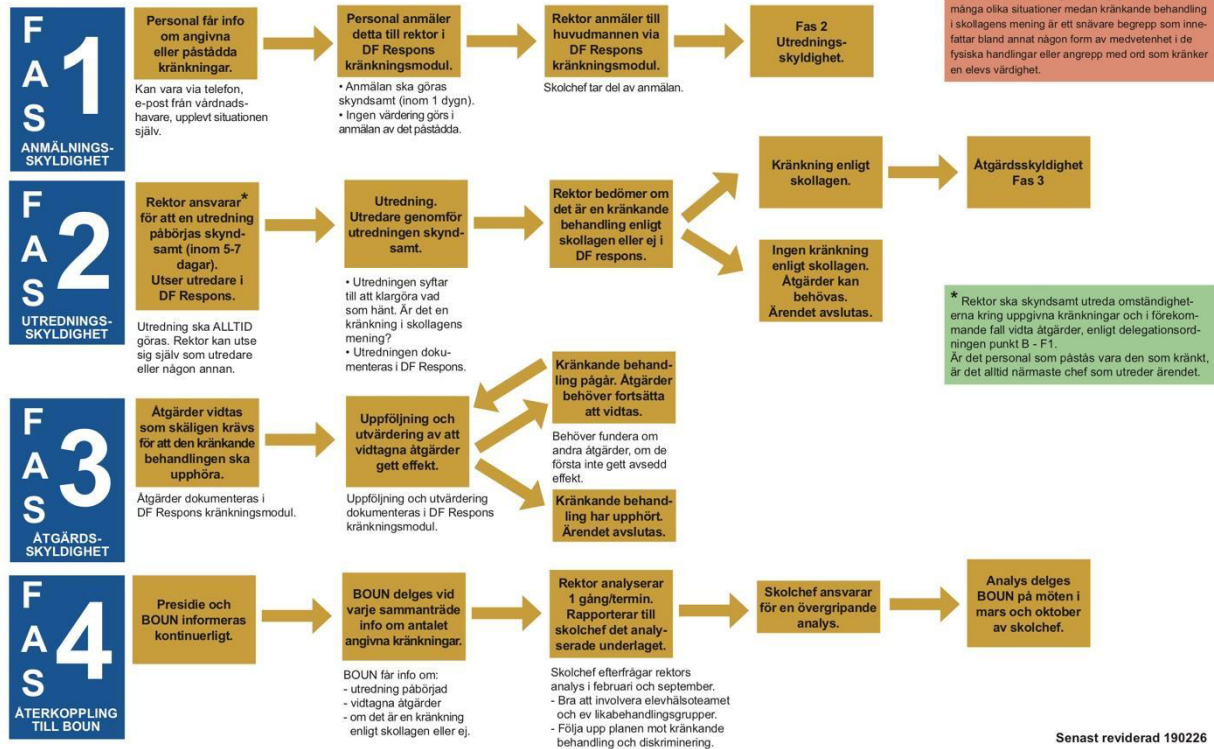 FAS
1
ANMÄLNINGS-
SKYLDIGHET
Personal får info
om angivna
eller påstådda
kränkningar.
Kan vara via telefon,
e-post från vårdnads-
havare, upplevt situationen
själv.
Personal anmäler
detta till rektor i
DF Respons
kränkningsmodul.
• Anmälan ska göras
skyndsamt (inom 1 dygn).
• Ingen värdering görs i
anmälan av det påstådda.
Rektor anmäler till
huvudmannen via
DF Respons
kränkningsmodul.
Skolchef tar del av anmälan.
Fas 2
Utrednings-
skyldighet.
många olika situationer medan kränkande behandling
i skollagens mening är ett snävare begrepp som inne-
fattar bland annat någon form av medvetenhet i de
fysiska handlingar eller angrepp med ord som kränker
en elevs värdighet.
FAS
2
UTREDNINGS-
SKYLDIGHET
Rektor ansvarar*
för att en utredning
påbörjas skynd-
samt (inom 5-7
dagar).
Utser utredare i
DF Respons.
Utredning ska ALLTID
göras. Rektor kan utse
sig själv som utredare
eller någon annan.
Utredning.
Utredare genomför
utredningen skynd-
samt.
• Utredningen syftar
till att klargöra vad
som hänt. Är det en
kränkning i skollagens
mening?
• Utredningen doku-
menteras i DF Respons.
Rektor bedömer om
det är en kränkande
behandling enligt
skollagen eller ej i
DF respons.
Kränkning enligt
skollagen.
Åtgärdsskyldighet
Fas 3
Ingen kränkning
enligt skollagen.
Åtgärder kan
behövas.
Ärendet avslutas.
* Rektor ska skyndsamt utreda omständighet-
erna kring uppgivna kränkningar och i förekom-
mande fall vidta åtgärder, enligt delegationsord-
ningen punkt B - F1.
Är det personal som påstås vara den som kränkt,
är det alltid närmaste chef som utreder ärendet.
FAS
3
ÅTGÄRDS-
SKYLDIGHET
Åtgärder vidtas
som skäligen krävs
för att den kränkande
behandlingen ska
upphöra.
Åtgärder dokumenteras i
DF Respons kränkningsmodul.
Uppföljning och
utvärdering av att
vidtagna åtgärder
gett effekt.
Uppföljning och utvärdering
dokumenteras i DF Respons
kränkningsmodul.
Kränkande behand-
ling pågår. Åtgärder
behöver fortsätta
att vidtas.
Behöver fundera om
andra åtgärder, om de
första inte gett avsedd
effekt.
Kränkande behand-
ling har upphört.
Ärendet avslutas.
FAS
4
ÅTERKOPPLING
TILL BOUN
Presidie och
BOUN informeras
kontinuerligt.
BOUN delges vid
varje sammanträde
info om antalet
angivna kränkningar.
BOUN får info om:
- utredning påbörjad
- vidtagna åtgärder
- om det är en kränkning
enligt skollagen eller ej.
Rektor analyserar
1 gång/termin.
Rapporterar till
skolchef det analy-
serade underlaget.
Skolchef efterfrågar rektors
analys i februari och september.
- Bra att involvera elevhälsoteamet
och ev likabehandlingsgrupper.
- Följa upp planen mot kränkande
behandling och diskriminering.
Skolchef ansvarar
för en övergripande
analys.
Analys delges
BOUN på möten i
mars och oktober
av skolchef.
Senast reviderad 190226